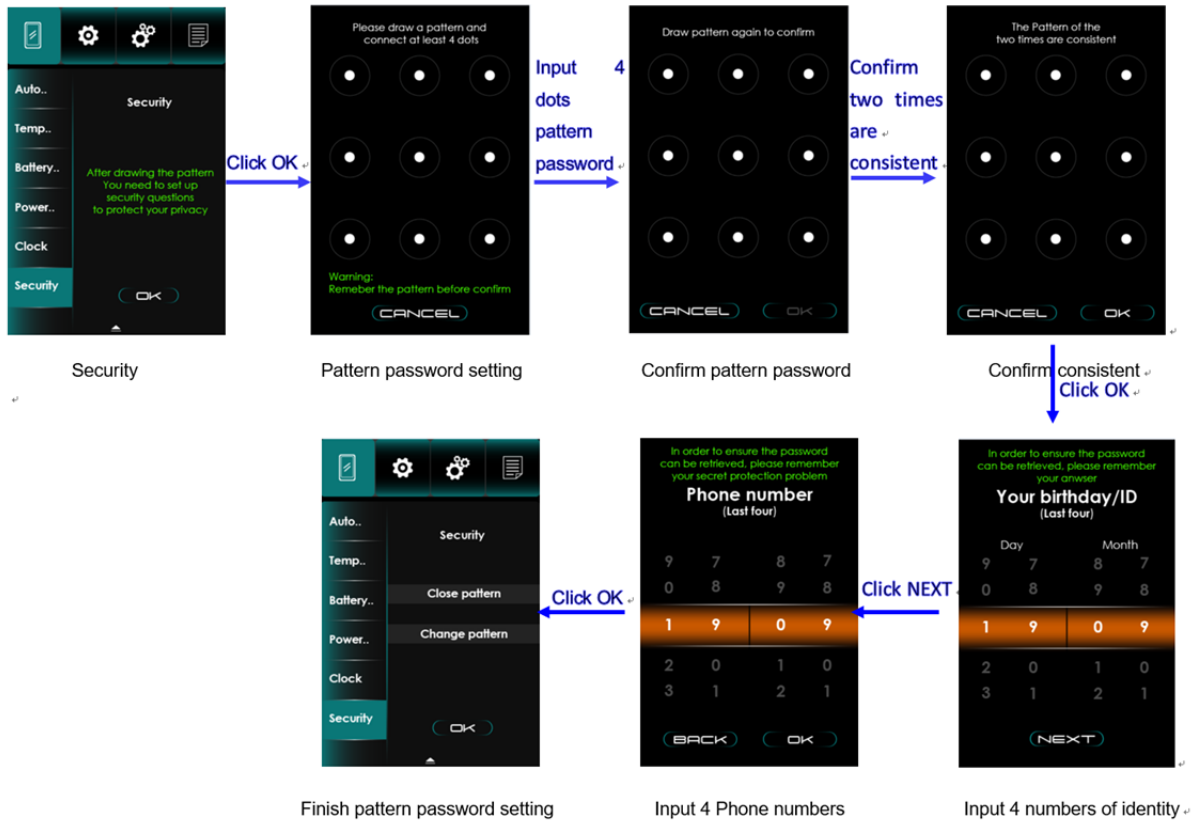 Auto..
Temp..
Battery..
Power..
Clock
Security
Security
After drawing the pattern
You need to set up
security questions
to protect your privacy
OK
Security
Click OK
Please draw a pattern and
connect at least 4 dots
Warning:
Remeber the pattern before confirm
CANCEL
Pattern password setting
Input 4
dots
pattern
password
Draw pattern again to confirm
CANCEL
OK
Confirm pattern password
Confirm
two times
are
consistent
The Pattern of the
two times are consistent
CANCEL
OK
Confirm consistent
Click OK
In order to ensure the password
can be retrieved, please remember
your anwser
Your birthday/ID
(Last four)
Day Month
9 7 8 7
0 8 9 8
1 9 0 9
2 0 1 0
3 1 2 1
NEXT
Input 4 numbers of identity
Click NEXT
In order to ensure the password
can be retrieved, please remember
your secret protection problem
Phone number
(Last four)
9 7 8 7
0 8 9 8
1 9 0 9
2 0 1 0
3 1 2 1
BACK
OK
Input 4 Phone numbers
Click OK
Auto..
Temp..
Battery..
Power..
Clock
Security
Security
Close pattern
Change pattern
OK
Finish pattern password setting